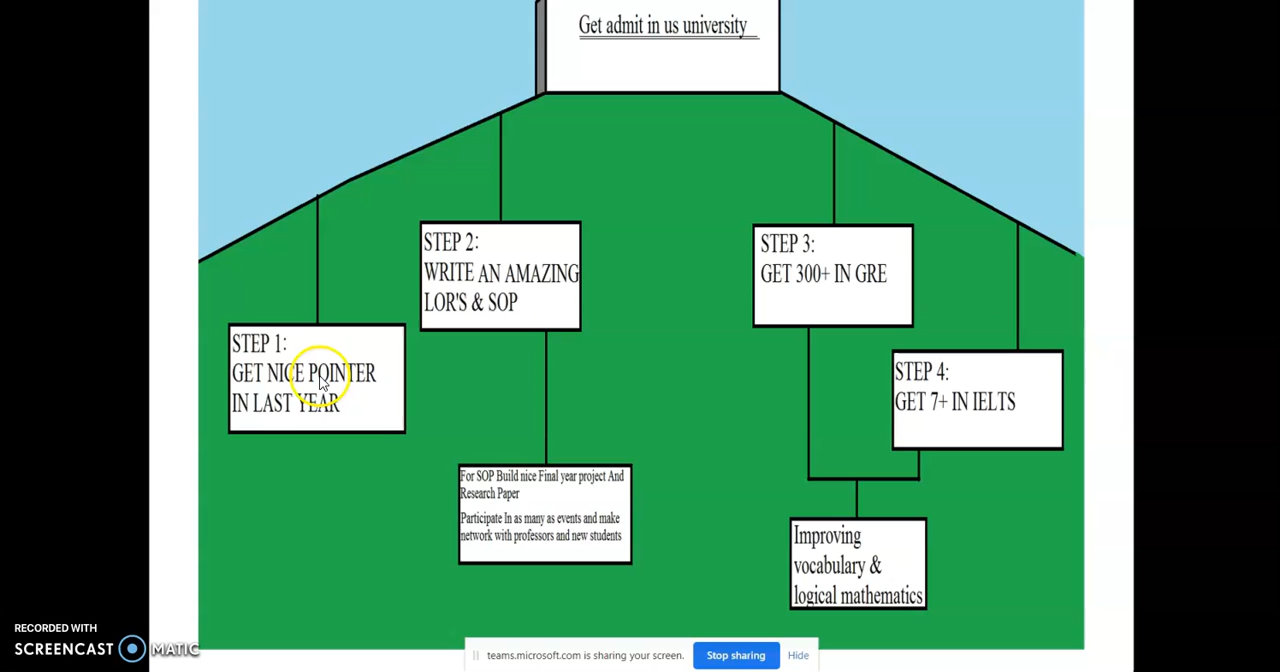 Get admit in us university
STEP 1:
GET NICE POINTER
IN LAST YEAR
STEP 2:
WRITE AN AMAZING
LOR'S & SOP
STEP 3:
GET 300+ IN GRE
STEP 4:
GET 7+ IN IELTS
For SOP Build nice Final year project And
Research Paper
Participate In as many as events and make
network with professors and new students
Improving
vocabulary &
logical mathematics
RECORDED WITH
SCREENCAST MATIC
teams.microsoft.com is sharing your screen.
Stop sharing
Hide